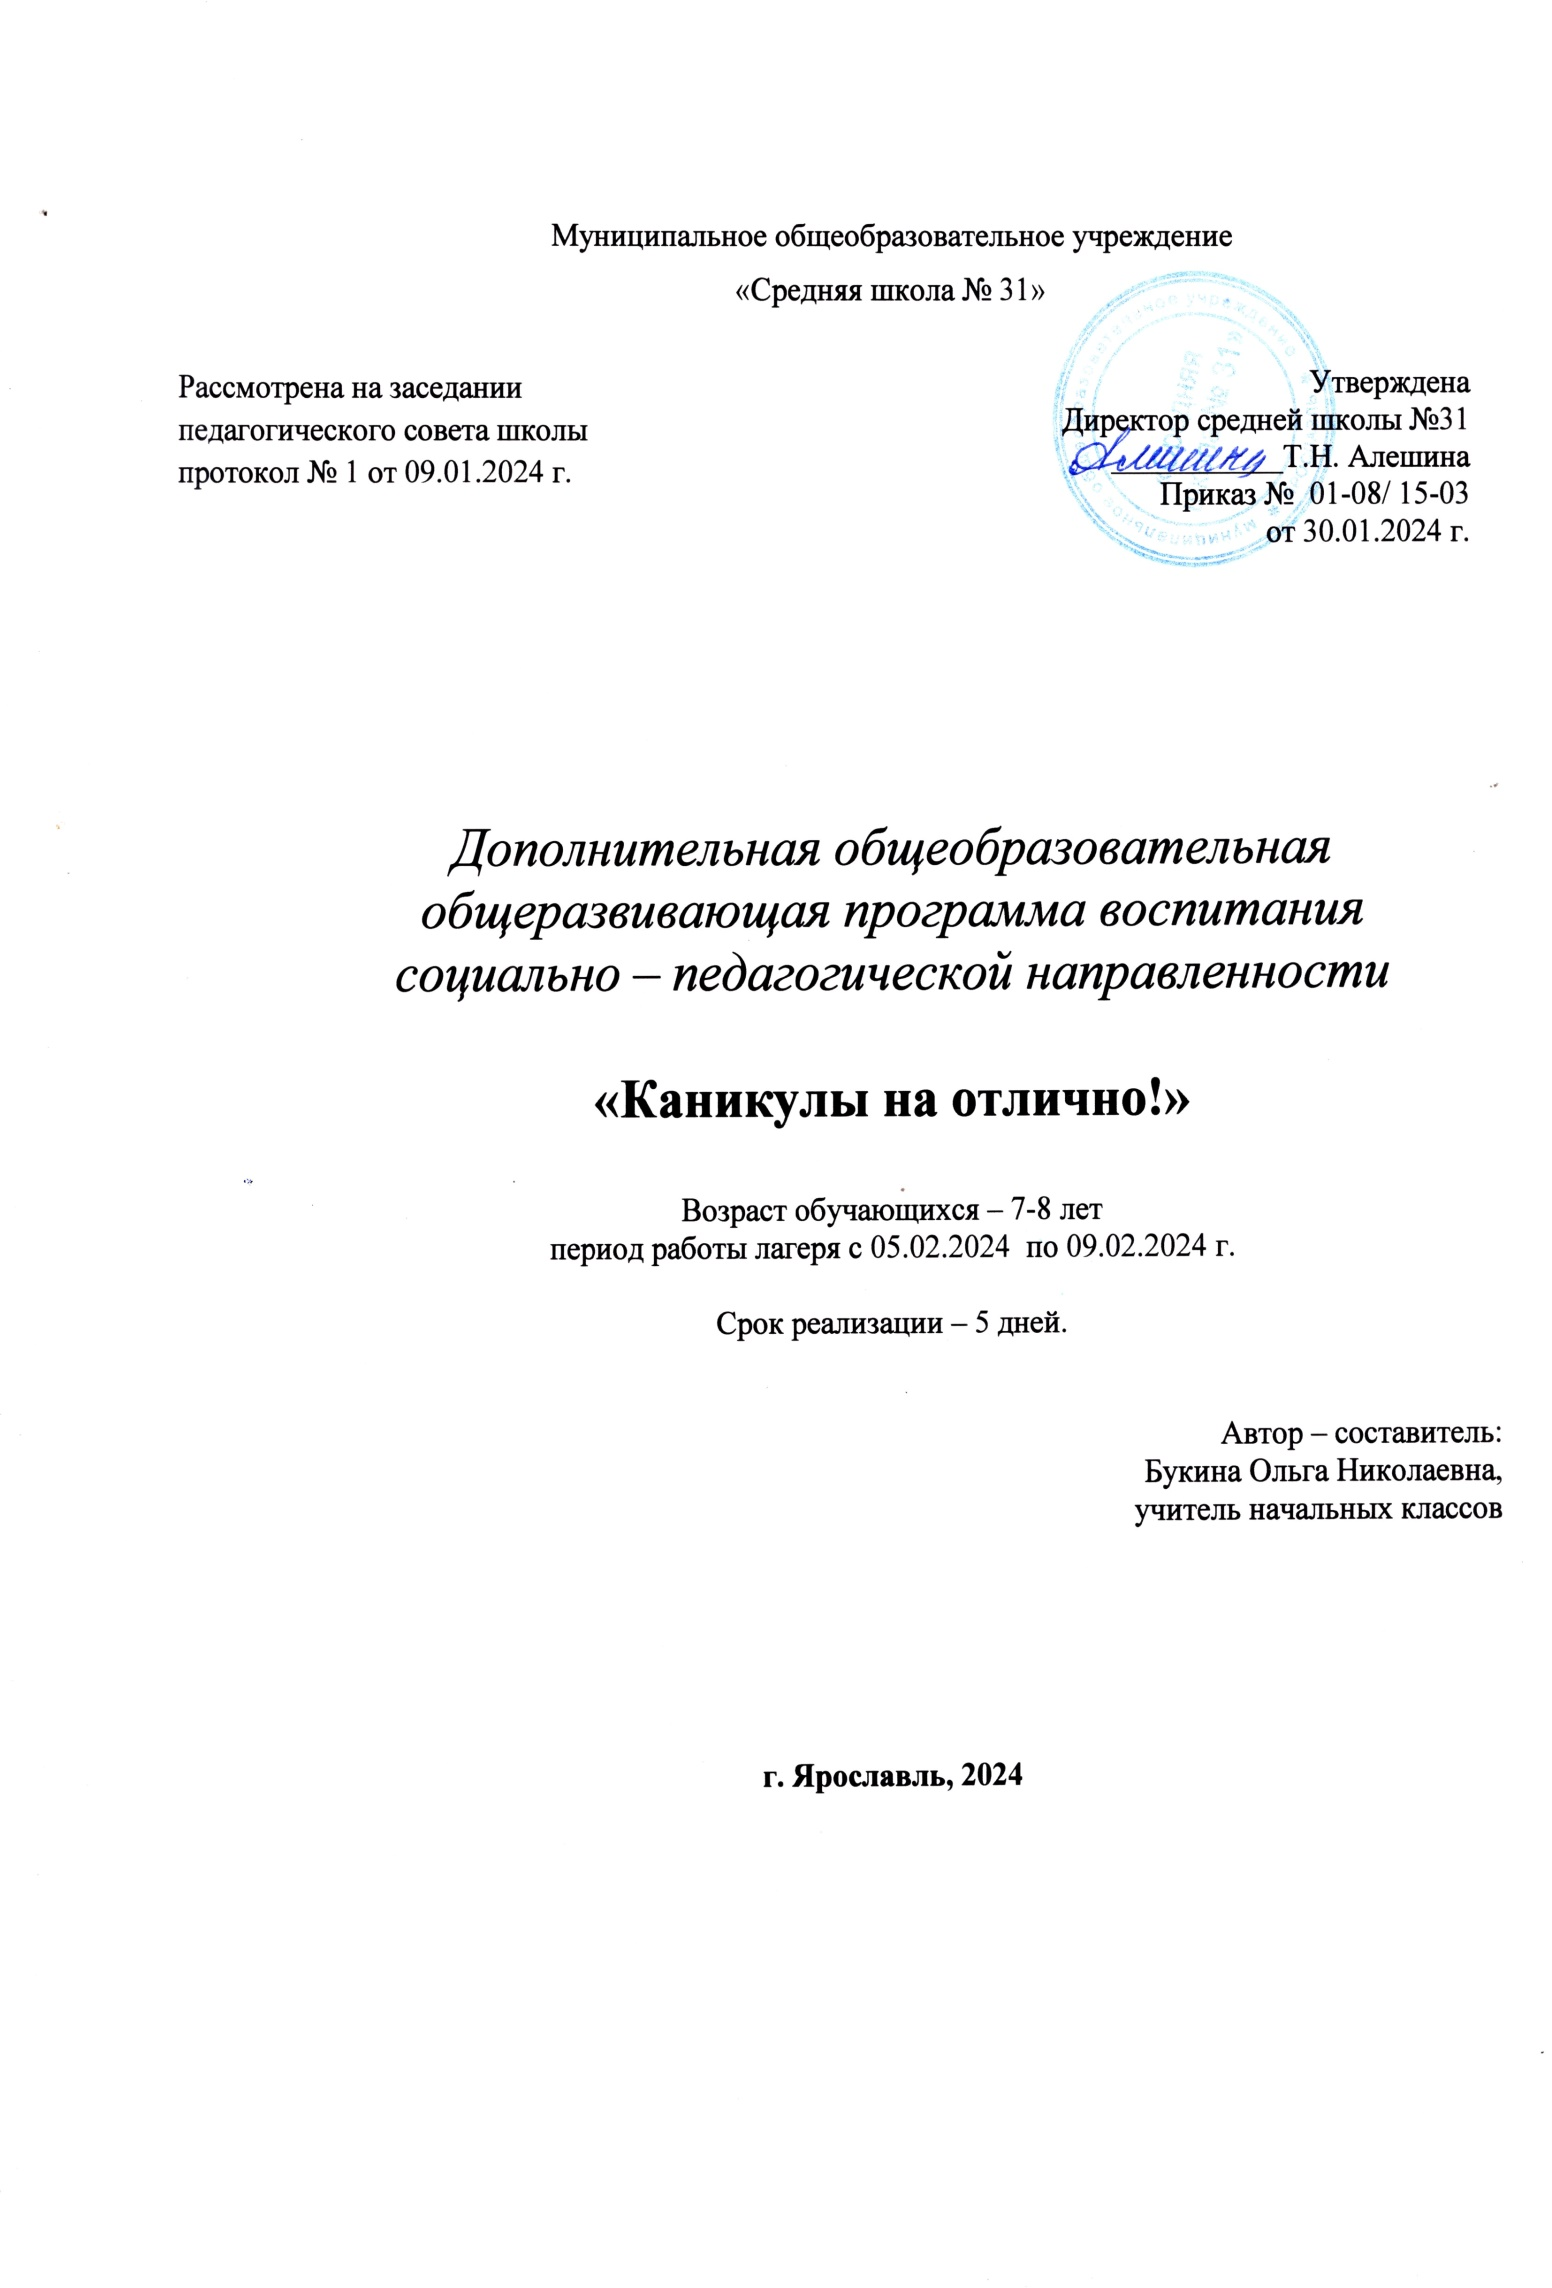 Муниципальное общеобразовательное учреждение
«Средняя школа № 31»
Рассмотрена на заседании
педагогического совета школы
протокол № 1 от 09.01.2024 г.
Утверждена
Директор средней школы №31
Т.Н. Алешина
Приказ № 01-08/ 15-03
от 30.01.2024 г.
Дополнительная общеобразовательная
общеразвивающая программа воспитания
социально – педагогической направленности
«Каникулы на отлично!»
Возраст обучающихся – 7-8 лет
период работы лагеря с 05.02.2024 по 09.02.2024 г.
Срок реализации – 5 дней.
Автор – составитель:
Букина Ольга Николаевна,
учитель начальных классов
г. Ярославль, 2024